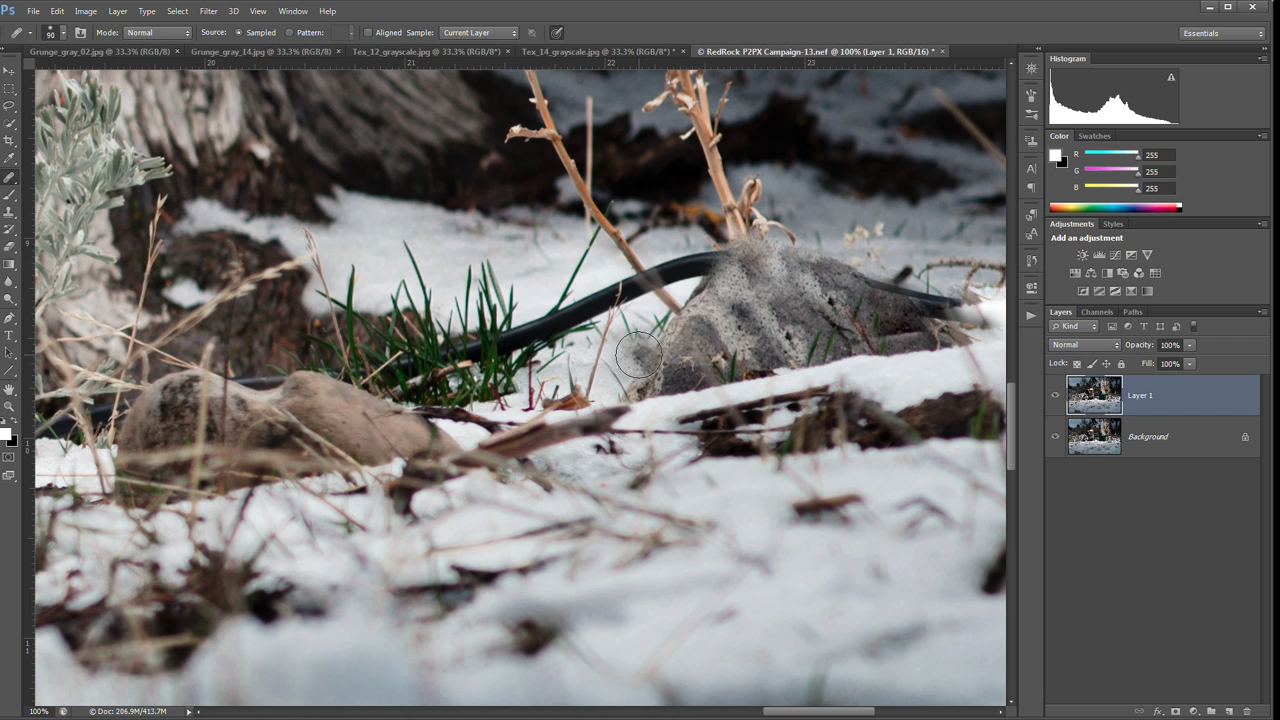 Ps File Edit Image Layer Type Select Filter 3D View Window Help
90 Mode: Normal Source: Sampled Pattern: Aligned Sample: Current Layer Essentials
Grunge_gray_02.jpg @ 33.3% (RGB/8) × Grunge_gray_14.jpg @ 33.3% (RGB/8) × Tex_12_grayscale.jpg @ 33.3% (RGB/8*) × Tex_14_grayscale.jpg @ 33.3% (RGB/8*) * × © RedRock P2PX Campaign-13.nef @ 100% (Layer 1, RGB/16) * ×
20 21 22 23
9
10
11
Histogram
Color Swatches
R 255
G 255
B 255
Adjustments Styles
Add an adjustment
Layers Channels Paths
Kind
Normal Opacity: 100%
Lock: Fill: 100%
Layer 1
Background
100% © Doc: 206.9M/413.7M